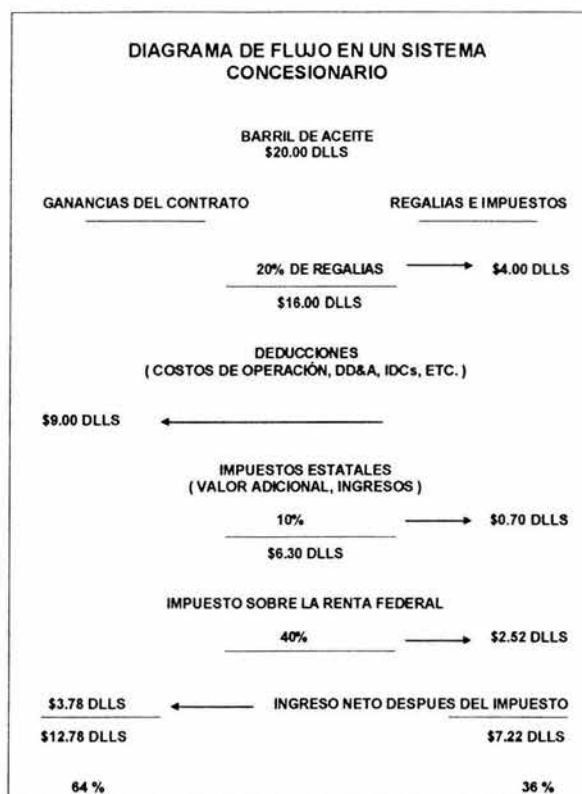 DIAGRAMA DE FLUJO EN UN SISTEMA
CONCESIONARIO
BARRIL DE ACEITE
$20.00 DLLS
GANANCIAS DEL CONTRATO REGALIAS E IMPUESTOS
20% DE REGALIAS $4.00 DLLS
$16.00 DLLS
DEDUCCIONES
( COSTOS DE OPERACIÓN, DD&A, IDCs, ETC. )
$9.00 DLLS
IMPUESTOS ESTATALES
( VALOR ADICIONAL, INGRESOS )
10% $0.70 DLLS
$6.30 DLLS
IMPUESTO SOBRE LA RENTA FEDERAL
40% $2.52 DLLS
$3.78 DLLS INGRESO NETO DESPUES DEL IMPUESTO
$12.78 DLLS $7.22 DLLS
64 % 36 %